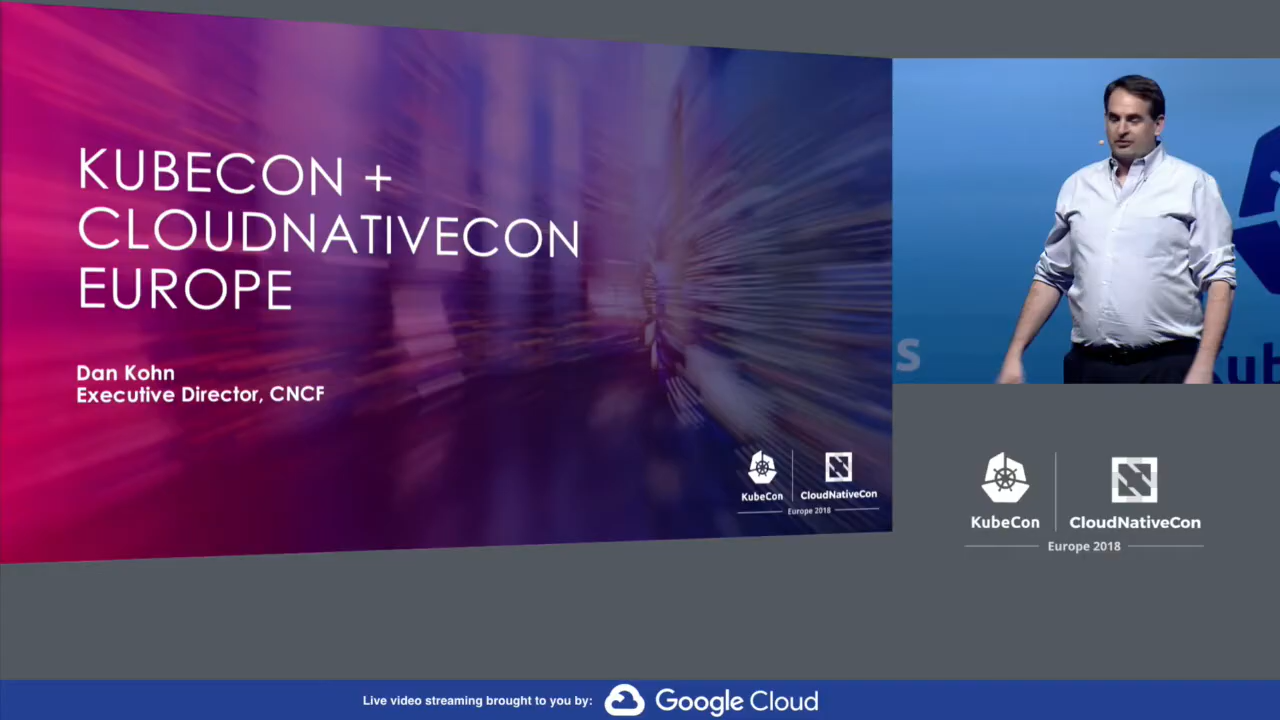 KUBECON +
CLOUDNATIVECON
EUROPE
Dan Kohn
Executive Director, CNCF
KubeCon
CloudNativeCon
Europe 2018
s
Kub
KubeCon
CloudNativeCon
Europe 2018
Live video streaming brought to you by:
Google Cloud